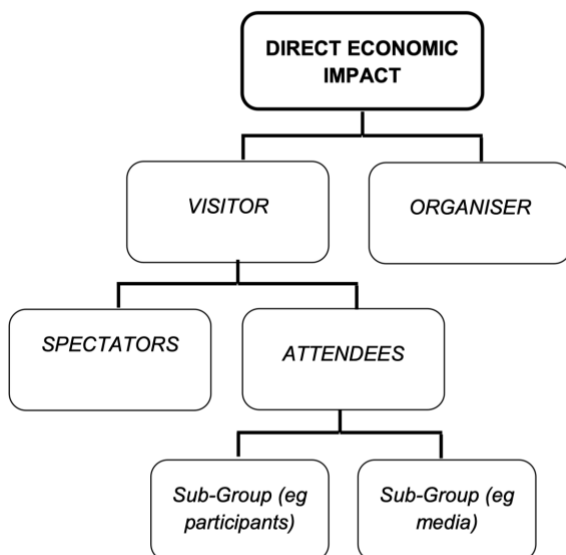 DIRECT ECONOMIC
IMPACT
VISITOR
ORGANISER
SPECTATORS
ATTENDEES
Sub-Group (eg
participants)
Sub-Group (eg
media)